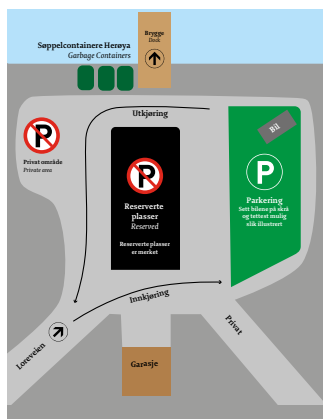 Brygge
Dock
Søppelcontainere Herøya
Garbage Containers
Utkjøring
Bil
P
Privat område
Private area
P
Reserverte
plasser
Reserved
Reserverte plasser
er merket
P
Parkering
Sett bilene på skrå
og tettest mulig
slik illustrert
Innkjøring
Loreveien
Privat
Garasje